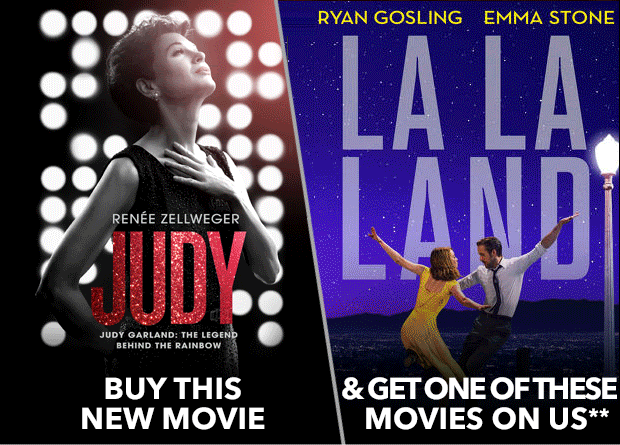 RENÉE ZELLWEGER
JUDY
JUDY GARLAND: THE LEGEND
BEHIND THE RAINBOW
BUY THIS
NEW MOVIE
RYAN GOSLING EMMA STONE
LA LA
LAND
& GET ONE OF THESE
MOVIES ON US**